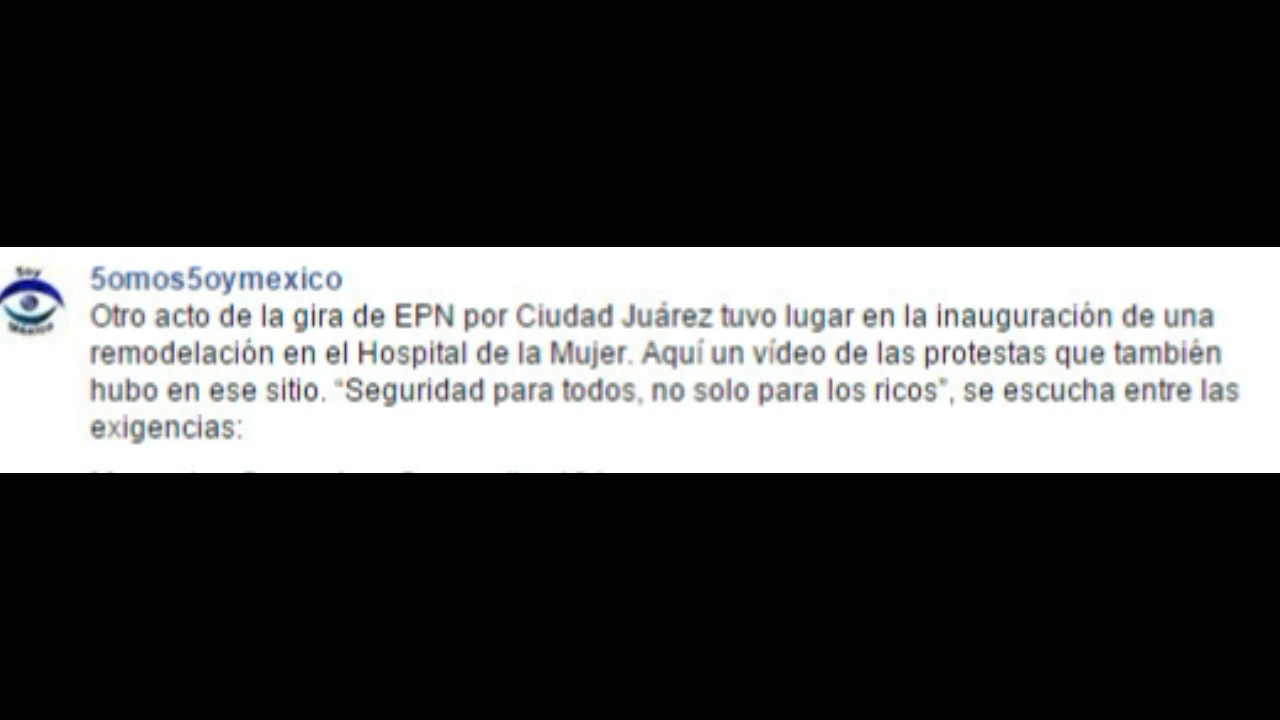 Soy
México
5omos5oymexico
Otro acto de la gira de EPN por Ciudad Juárez tuvo lugar en la inauguración de una
remodelación en el Hospital de la Mujer. Aquí un vídeo de las protestas que también
hubo en ese sitio. “Seguridad para todos, no solo para los ricos”, se escucha entre las
exigencias: